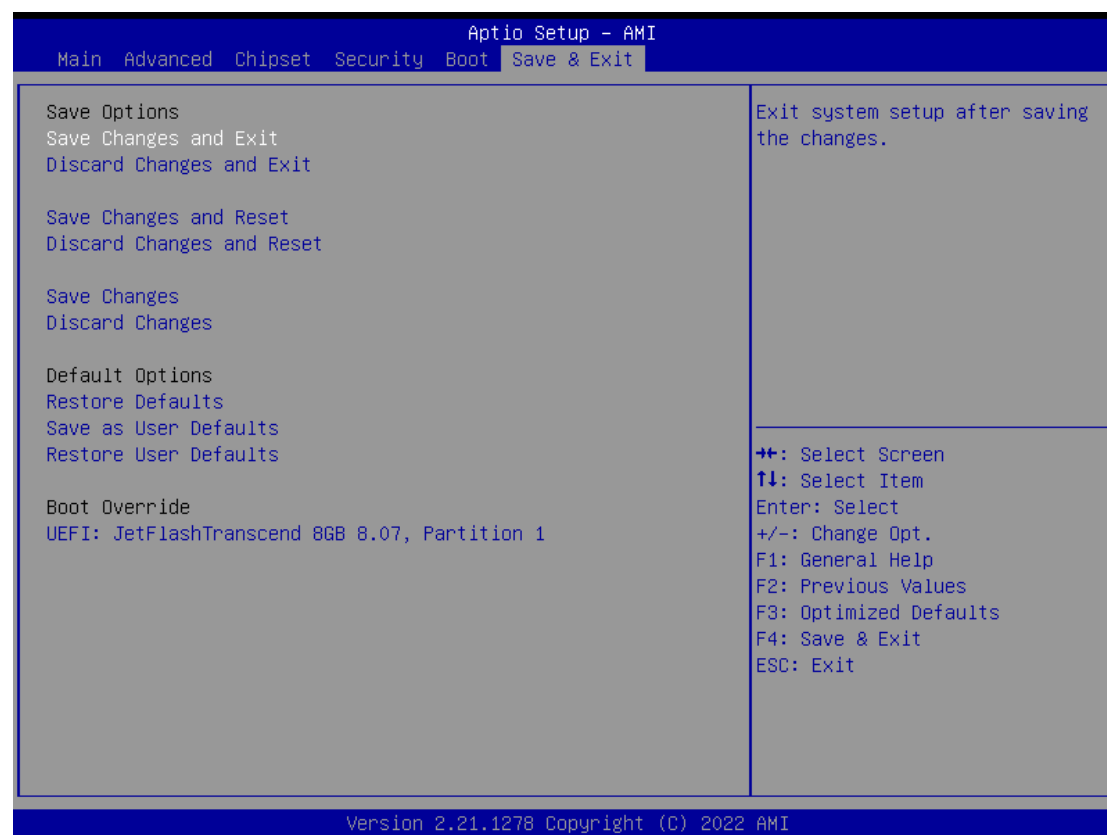 Aptio Setup – AMI
Main Advanced Chipset Security Boot Save & Exit
Save Options
Save Changes and Exit
Discard Changes and Exit
Save Changes and Reset
Discard Changes and Reset
Save Changes
Discard Changes
Default Options
Restore Defaults
Save as User Defaults
Restore User Defaults
Boot Override
UEFI: JetFlashTranscend 8GB 8.07, Partition 1
Exit system setup after saving
the changes.
→←: Select Screen
↑↓: Select Item
Enter: Select
+/-: Change Opt.
F1: General Help
F2: Previous Values
F3: Optimized Defaults
F4: Save & Exit
ESC: Exit
Version 2.21.1278 Copyright (C) 2022 AMI